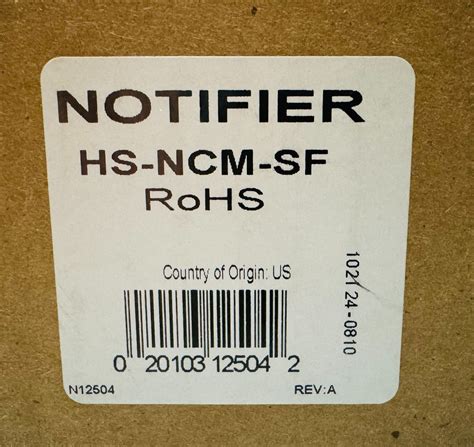 NOTIFIER
HS-NCM-SF
RoHS
Country of Origin: US
102124-0810
0 20103 12504 2
N12504 REV:A